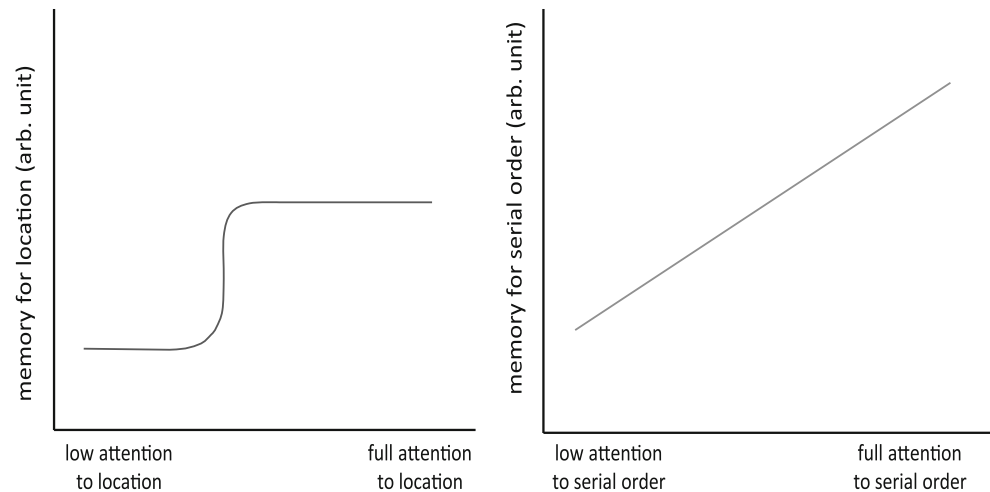 memory for location (arb. unit)
low attention
to location
full attention
to location
memory for serial order (arb. unit)
low attention
to serial order
full attention
to serial order